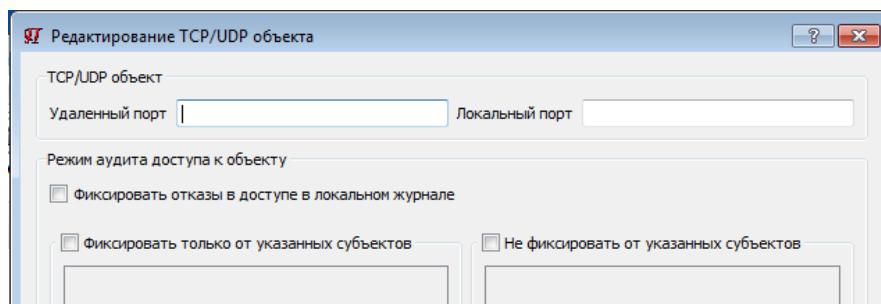 Редактирование TCP/UDP объекта
TCP/UDP объект
Удаленный порт Локальный порт
Режим аудита доступа к объекту
Фиксировать отказы в доступе в локальном журнале
Фиксировать только от указанных субъектов Не фиксировать от указанных субъектов